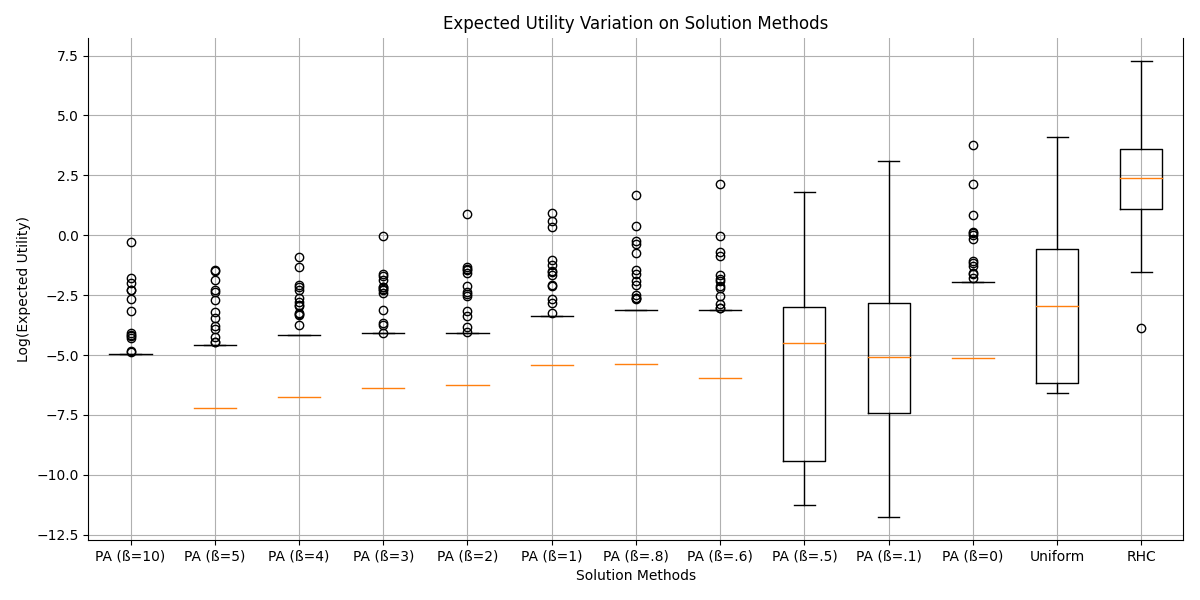 Expected Utility Variation on Solution Methods
Log(Expected Utility)
7.5
5.0
2.5
0.0
−2.5
−5.0
−7.5
−10.0
−12.5
PA (ß=10) PA (ß=5) PA (ß=4) PA (ß=3) PA (ß=2) PA (ß=1) PA (ß=.8) PA (ß=.6) PA (ß=.5) PA (ß=.1) PA (ß=0) Uniform RHC
Solution Methods